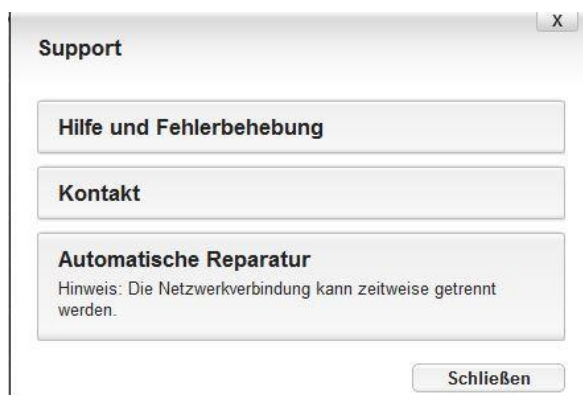 X
Support
Hilfe und Fehlerbehebung
Kontakt
Automatische Reparatur
Hinweis: Die Netzwerkverbindung kann zeitweise getrennt
werden.
Schließen